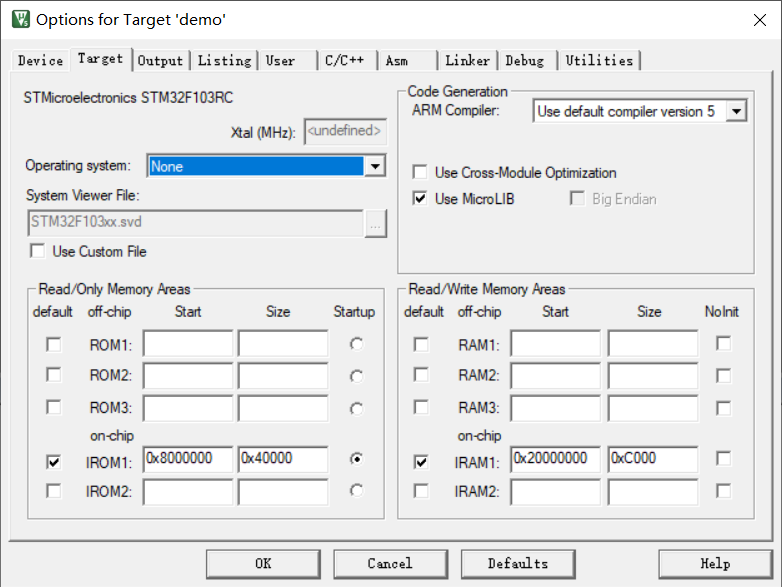 Options for Target 'demo'
Device Target Output Listing User C/C++ Asm Linker Debug Utilities
STMicroelectronics STM32F103RC
Xtal (MHz): <undefined>
Operating system: None
System Viewer File:
STM32F103xx.svd ...
Use Custom File
Code Generation
ARM Compiler: Use default compiler version 5
Use Cross-Module Optimization
Use MicroLIB Big Endian
Read/Only Memory Areas
default off-chip Start Size Startup
ROM1:
ROM2:
ROM3:
on-chip
IROM1: 0x8000000 0x40000
IROM2:
Read/Write Memory Areas
default off-chip Start Size NoInit
RAM1:
RAM2:
RAM3:
on-chip
IRAM1: 0x20000000 0xC000
IRAM2:
OK Cancel Defaults Help